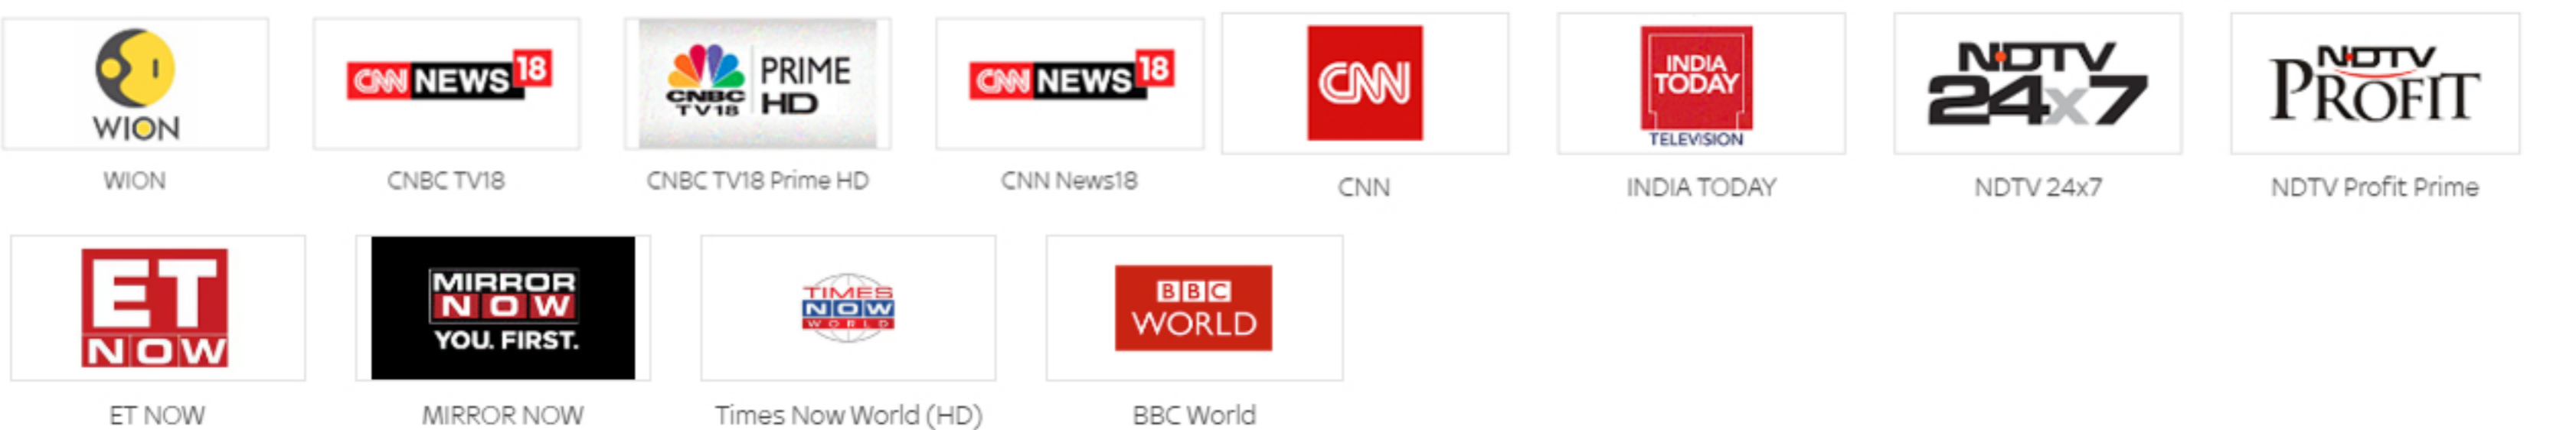 WION
CNN NEWS 18
CNBC TV18 PRIME HD
CNN NEWS 18
CNN
INDIA TODAY TELEVISION
NDTV 24x7
NDTV PROFIT
WION
CNBC TV18
CNBC TV18 Prime HD
CNN News18
CNN
INDIA TODAY
NDTV 24x7
NDTV Profit Prime
ET NOW
MIRROR NOW YOU. FIRST.
TIMES NOW WORLD
BBC WORLD
ET NOW
MIRROR NOW
Times Now World (HD)
BBC World